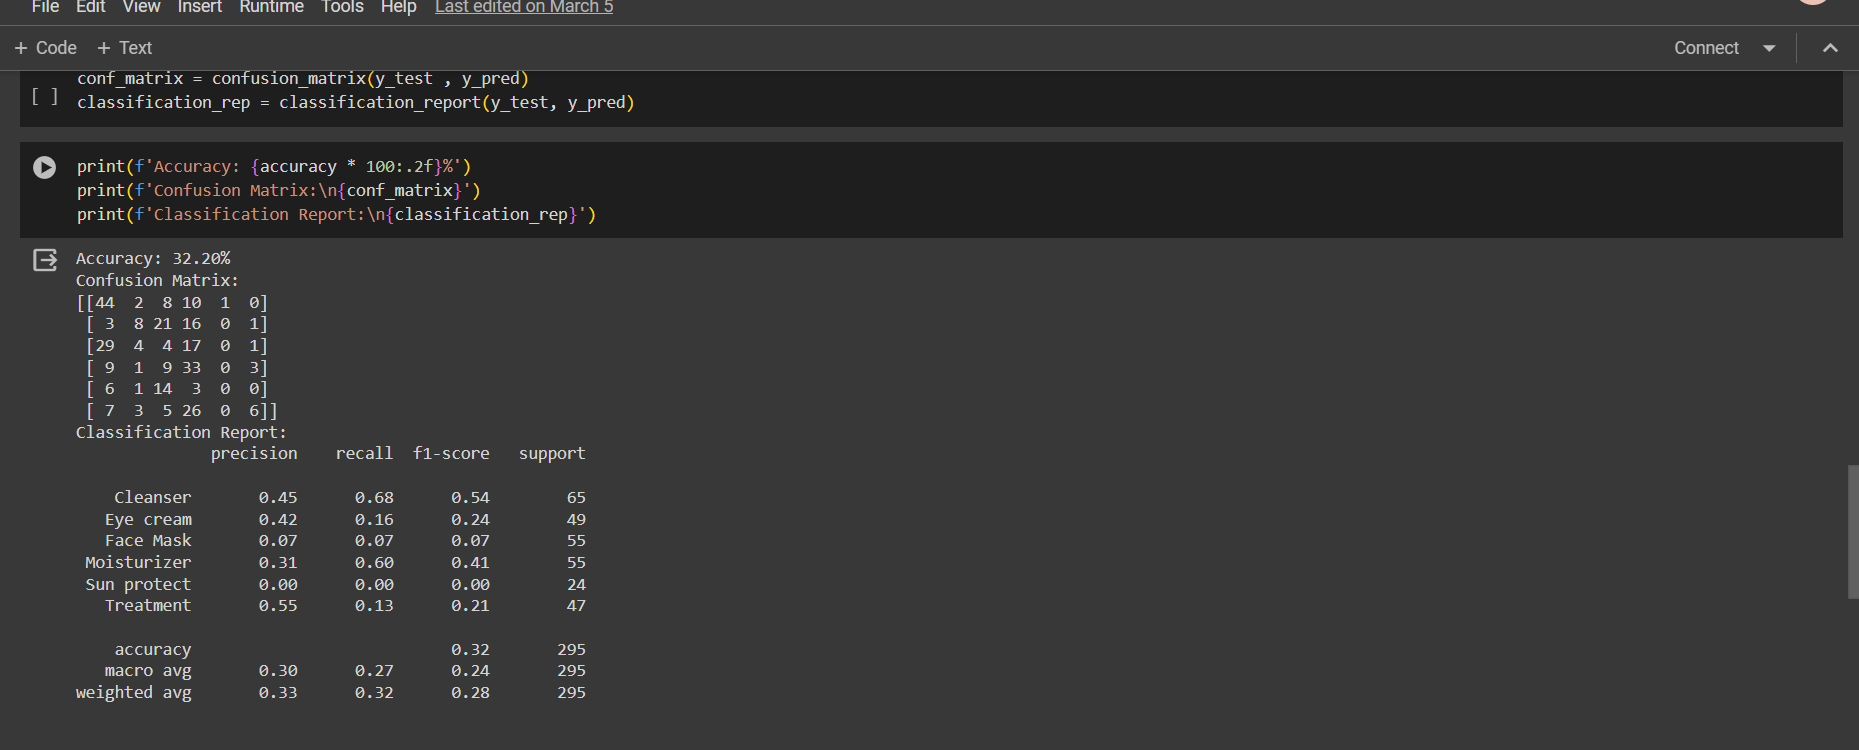 File Edit View Insert Runtime Tools Help Last edited on March 5
+ Code + Text Connect
conf_matrix = confusion_matrix(y_test , y_pred)
[ ] classification_rep = classification_report(y_test, y_pred)
print(f'Accuracy: {accuracy * 100:.2f}%')
print(f'Confusion Matrix:\n{conf_matrix}')
print(f'Classification Report:\n{classification_rep}')
Accuracy: 32.20%
Confusion Matrix:
[[44  2  8 10  1  0]
 [ 3  8 21 16  0  1]
 [29  4  4 17  0  1]
 [ 9  1  9 33  0  3]
 [ 6  1 14  3  0  0]
 [ 7  3  5 26  0  6]]
Classification Report:
precision recall f1-score support
Cleanser 0.45 0.68 0.54 65
Eye cream 0.42 0.16 0.24 49
Face Mask 0.07 0.07 0.07 55
Moisturizer 0.31 0.60 0.41 55
Sun protect 0.00 0.00 0.00 24
Treatment 0.55 0.13 0.21 47
accuracy 0.32 295
macro avg 0.30 0.27 0.24 295
weighted avg 0.33 0.32 0.28 295